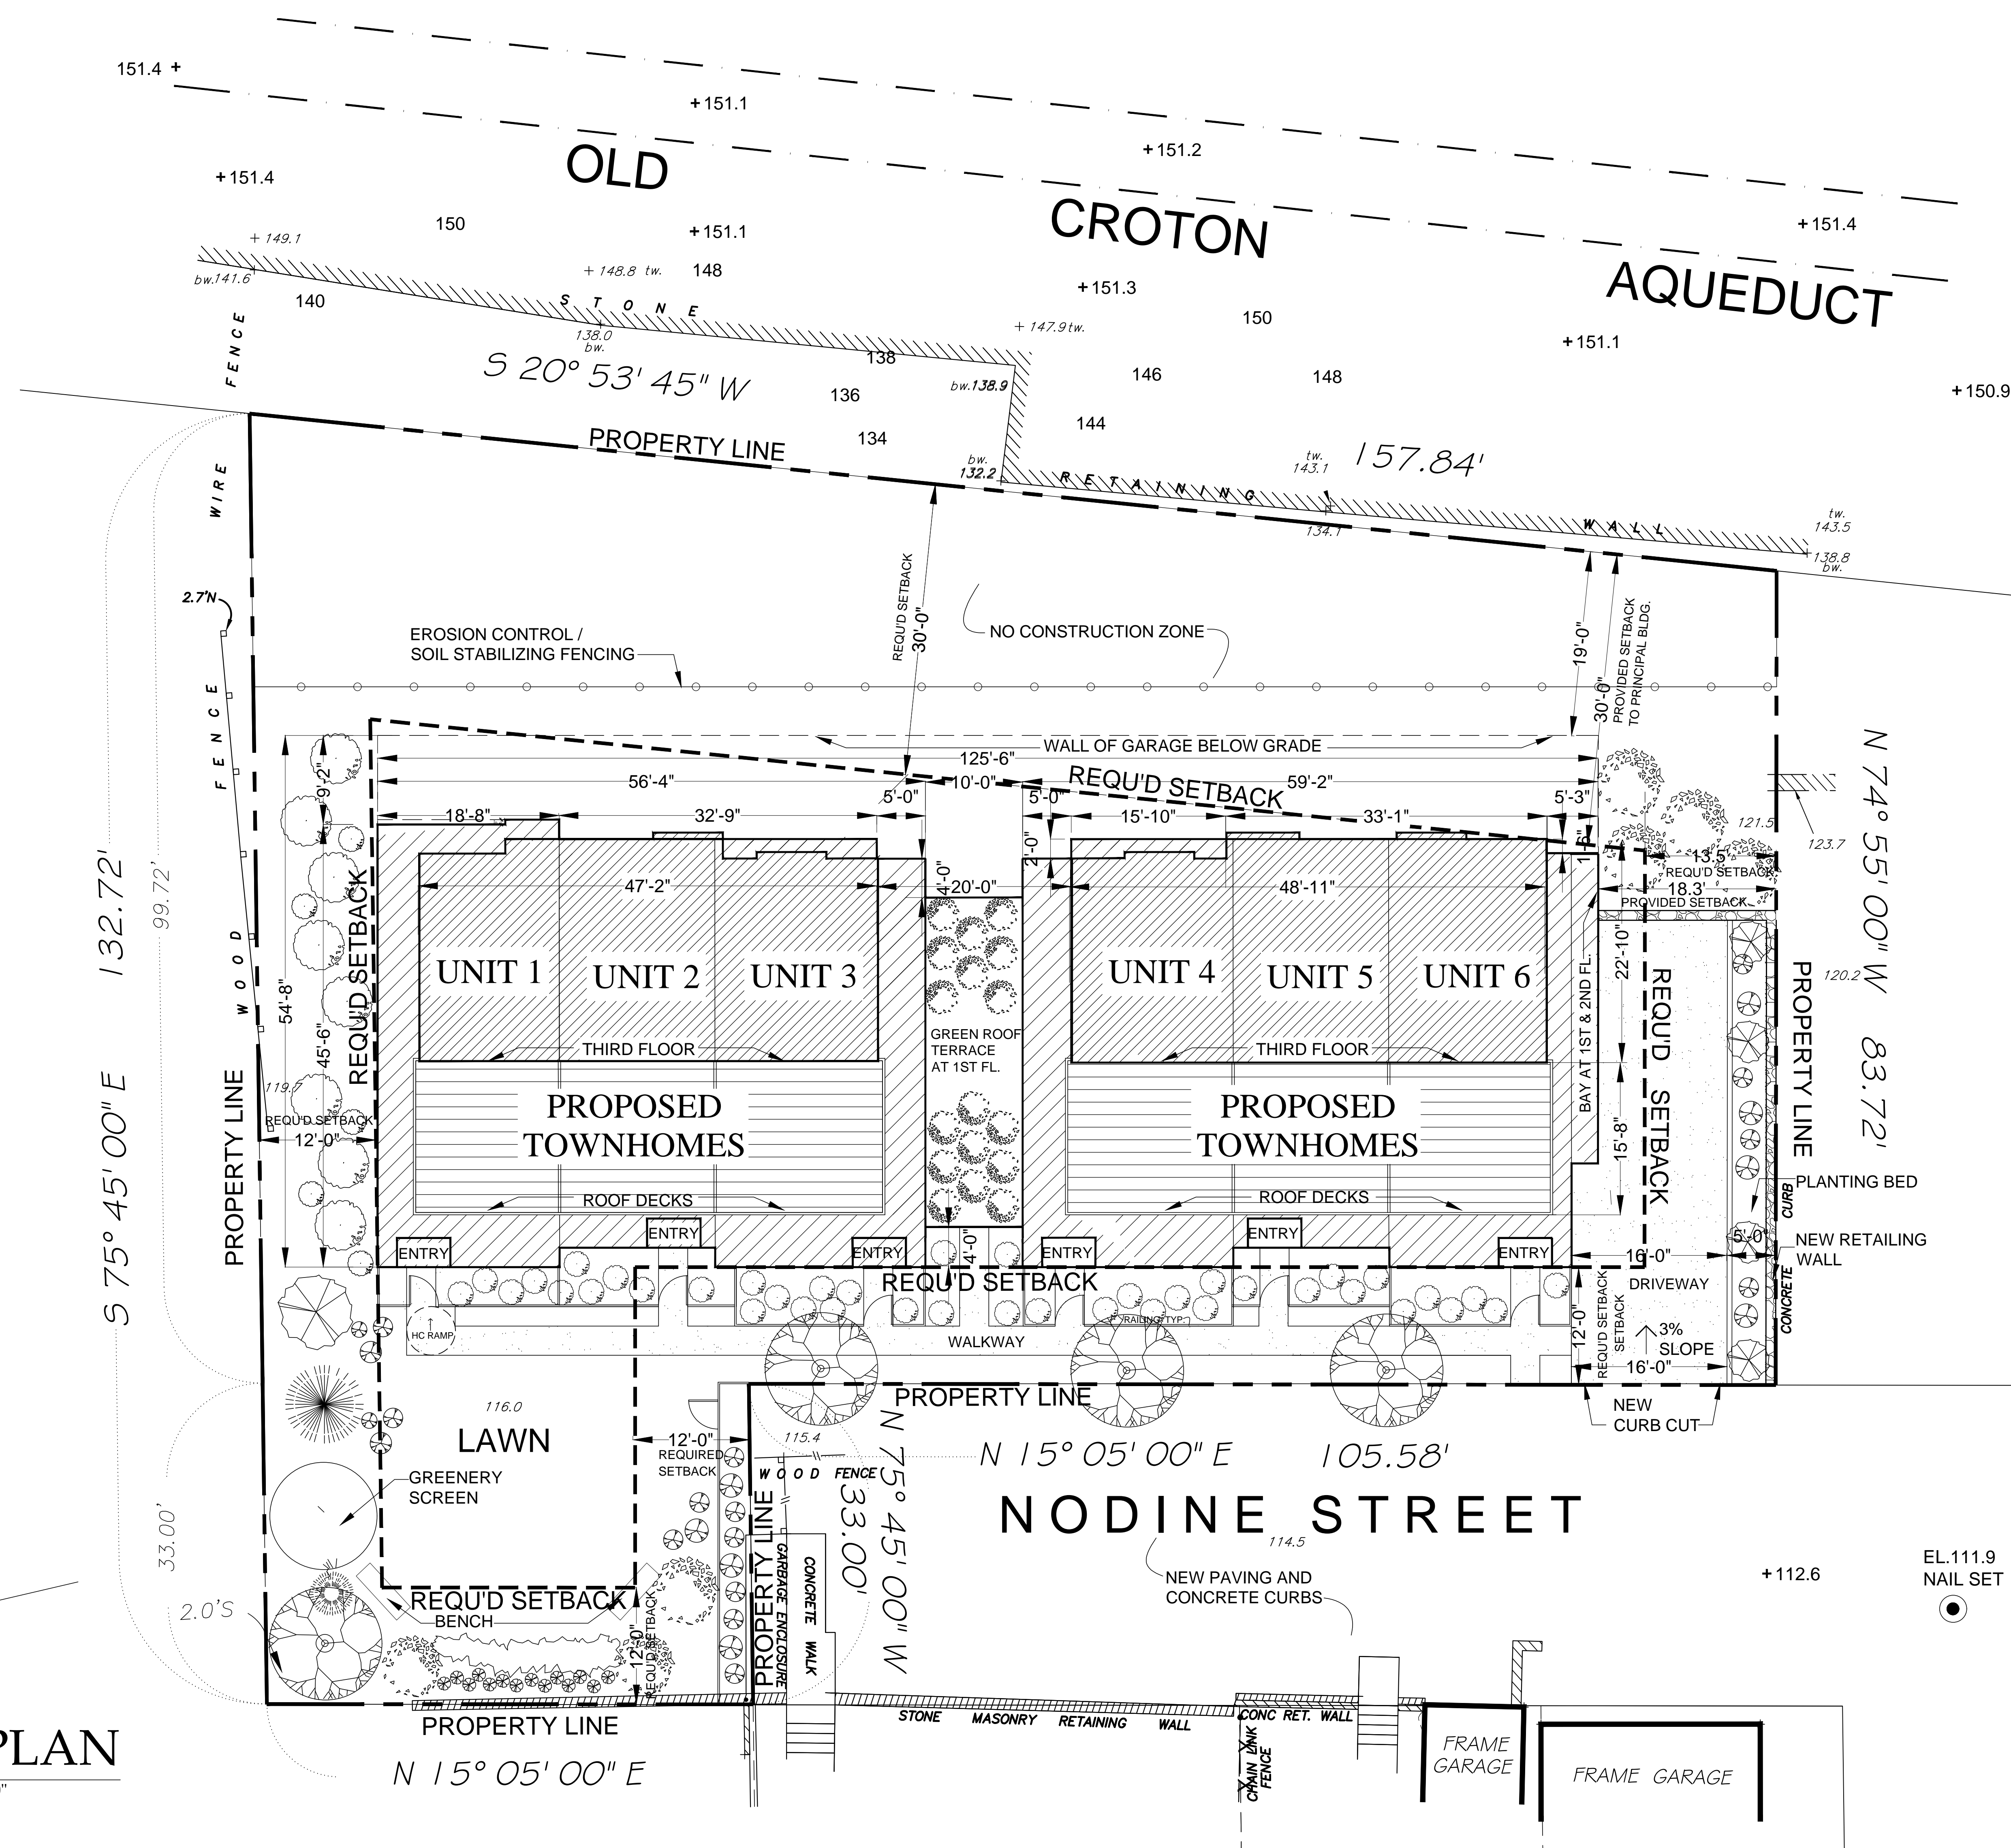 151.4
151.1
151.2
151.4
151.4
OLD
CROTON
AQUEDUCT
150
151.1
149.1
148.8 tw.
148
bw.141.6
140
STONE
138.0
bw.
151.3
150
147.9tw.
151.1
150.9
138
S 20° 53' 45" W
136
bw.138.9
146
148
134
144
PROPERTY LINE
bw.
132.2
RETAINING
tw.
143.1
157.84'
134.1
WALL
tw.
143.5
138.8
bw.
WIRE FENCE
2.7'N
WOOD FENCE
EROSION CONTROL /
SOIL STABILIZING FENCING
REQU'D SETBACK
30'-0"
NO CONSTRUCTION ZONE
19'-0"
30'-0"
PROVIDED SETBACK
TO PRINCIPAL BLDG.
WALL OF GARAGE BELOW GRADE
125'-6"
56'-4"
10'-0"
REQU'D SETBACK
59'-2"
18'-8"
32'-9"
5'-0"
5'-0"
15'-10"
33'-1"
5'-3"
9'-2"
2'-0"
1'-6"
121.5
123.7
13.5'
REQU'D SETBACK
18.3'
PROVIDED SETBACK
47'-2"
4'-0"
20'-0"
48'-11"
UNIT 1
UNIT 2
UNIT 3
UNIT 4
UNIT 5
UNIT 6
120.2
22'-10"
132.72'
99.72'
S 75° 45' 00" E
54'-8"
45'-6"
REQU'D SETBACK
PROPERTY LINE
119.7
REQU'D SETBACK
12'-0"
GREEN ROOF
TERRACE
AT 1ST FL.
THIRD FLOOR
THIRD FLOOR
BAY AT 1ST & 2ND FL.
REQU'D SETBACK
PROPERTY LINE
N 74° 55' 00" W 83.72'
PROPOSED
TOWNHOMES
PROPOSED
TOWNHOMES
15'-8"
ROOF DECKS
ROOF DECKS
PLANTING BED
CONCRETE CURB
NEW RETAILING
WALL
ENTRY
ENTRY
ENTRY
ENTRY
ENTRY
ENTRY
4'-0"
16'-0"
5'-0"
REQU'D SETBACK
DRIVEWAY
HC RAMP
RAILING TYP.
WALKWAY
12'-0"
REQU'D SETBACK
SETBACK
3%
SLOPE
16'-0"
PROPERTY LINE
NEW
CURB CUT
116.0
LAWN
12'-0"
REQUIRED
SETBACK
115.4
WOOD FENCE
N 15° 05' 00" E
105.58'
N 75° 45' 00" W
33.00'
GREENERY
SCREEN
NODINE STREET
114.5
33.00'
2.0'S
REQU'D SETBACK
BENCH
12'-0"
REQU'D SETBACK
PROPERTY LINE
GARBAGE ENCLOSURE
CONCRETE WALK
NEW PAVING AND
CONCRETE CURBS
112.6
EL.111.9
NAIL SET
PROPERTY LINE
N 15° 05' 00" E
STONE MASONRY RETAINING WALL
CONC RET. WALL
CHAIN LINK
FENCE
FRAME
GARAGE
FRAME GARAGE
PLAN